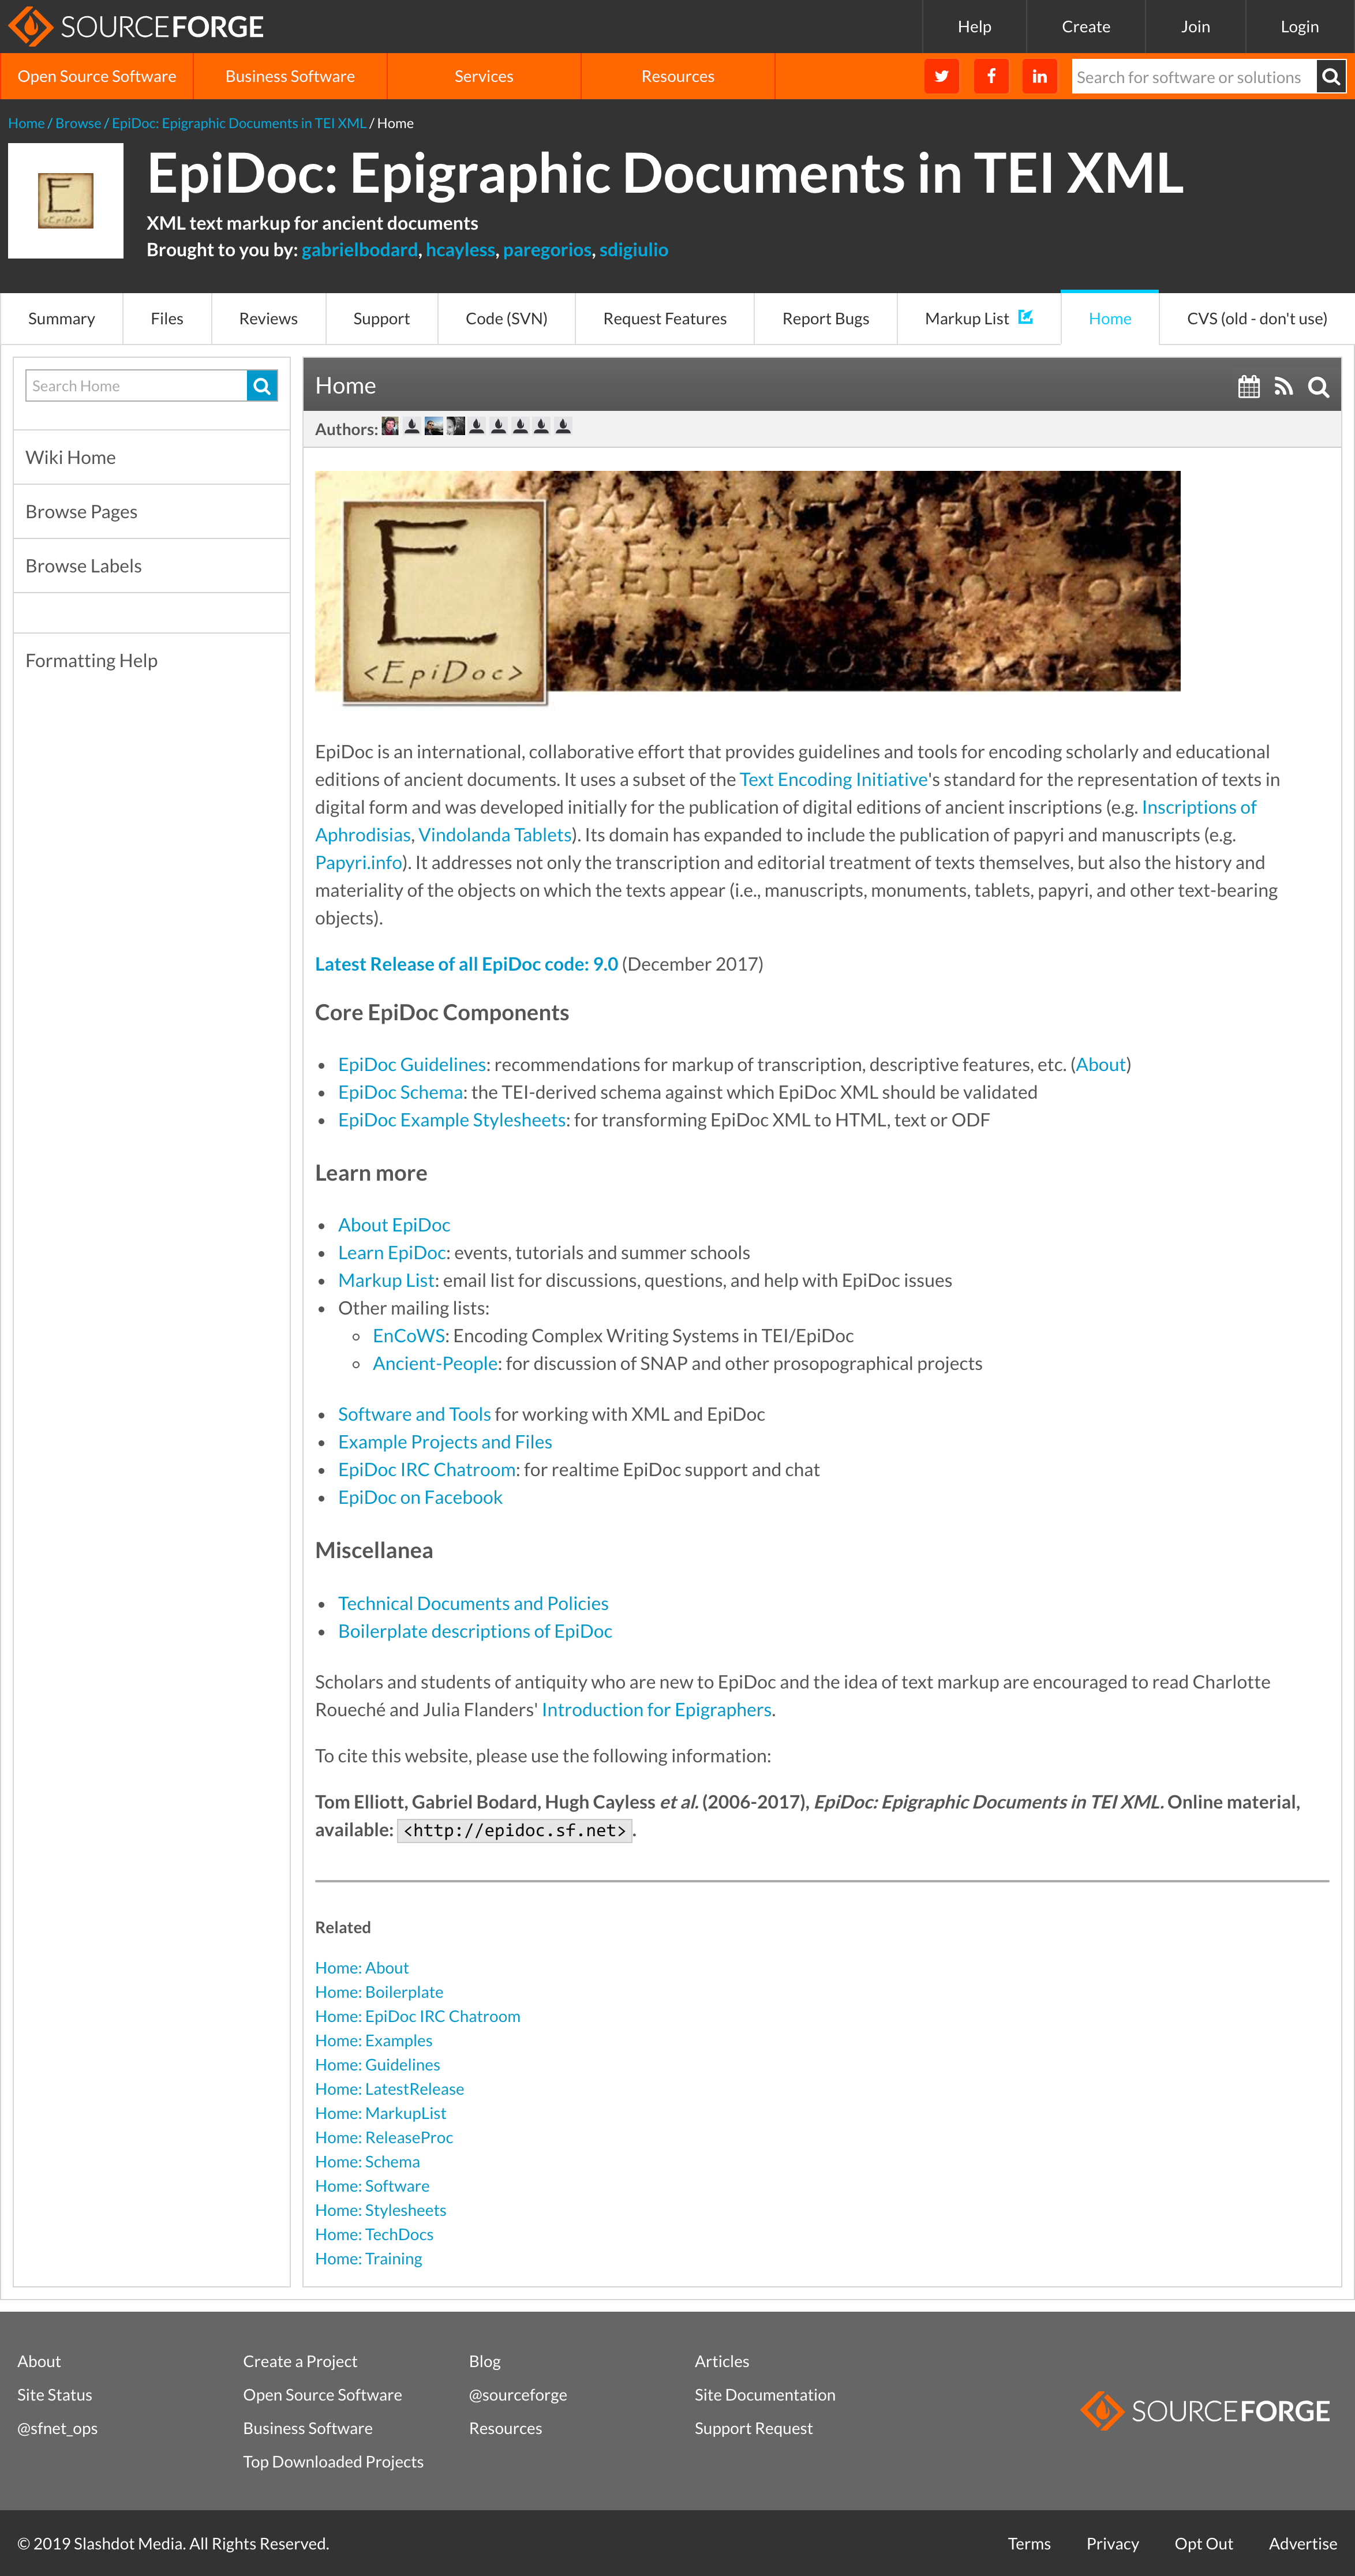 SOURCEFORGE
Help
Create
Join
Login
Open Source Software
Business Software
Services
Resources
Search for software or solutions
Home / Browse / EpiDoc: Epigraphic Documents in TEI XML / Home
E
<EpiDoc>
EpiDoc: Epigraphic Documents in TEI XML
XML text markup for ancient documents
Brought to you by: gabrielbodard, hcayless, paregorios, sdigiulio
Summary
Files
Reviews
Support
Code (SVN)
Request Features
Report Bugs
Markup List
Home
CVS (old - don't use)
Search Home
Wiki Home
Browse Pages
Browse Labels
Formatting Help
Home
Authors:
E
<EpiDoc>
EpiDoc is an international, collaborative effort that provides guidelines and tools for encoding scholarly and educational
editions of ancient documents. It uses a subset of the Text Encoding Initiative's standard for the representation of texts in
digital form and was developed initially for the publication of digital editions of ancient inscriptions (e.g. Inscriptions of
Aphrodisias, Vindolanda Tablets). Its domain has expanded to include the publication of papyri and manuscripts (e.g.
Papyri.info). It addresses not only the transcription and editorial treatment of texts themselves, but also the history and
materiality of the objects on which the texts appear (i.e., manuscripts, monuments, tablets, papyri, and other text-bearing
objects).
Latest Release of all EpiDoc code: 9.0 (December 2017)
Core EpiDoc Components
• EpiDoc Guidelines: recommendations for markup of transcription, descriptive features, etc. (About)
• EpiDoc Schema: the TEI-derived schema against which EpiDoc XML should be validated
• EpiDoc Example Stylesheets: for transforming EpiDoc XML to HTML, text or ODF
Learn more
• About EpiDoc
• Learn EpiDoc: events, tutorials and summer schools
• Markup List: email list for discussions, questions, and help with EpiDoc issues
• Other mailing lists:
◦ EnCoWS: Encoding Complex Writing Systems in TEI/EpiDoc
◦ Ancient-People: for discussion of SNAP and other prosopographical projects
• Software and Tools for working with XML and EpiDoc
• Example Projects and Files
• EpiDoc IRC Chatroom: for realtime EpiDoc support and chat
• EpiDoc on Facebook
Miscellanea
• Technical Documents and Policies
• Boilerplate descriptions of EpiDoc
Scholars and students of antiquity who are new to EpiDoc and the idea of text markup are encouraged to read Charlotte
Roueché and Julia Flanders' Introduction for Epigraphers.
To cite this website, please use the following information:
Tom Elliott, Gabriel Bodard, Hugh Cayless et al. (2006-2017), EpiDoc: Epigraphic Documents in TEI XML. Online material,
available: <http://epidoc.sf.net>.
Related
Home: About
Home: Boilerplate
Home: EpiDoc IRC Chatroom
Home: Examples
Home: Guidelines
Home: LatestRelease
Home: MarkupList
Home: ReleaseProc
Home: Schema
Home: Software
Home: Stylesheets
Home: TechDocs
Home: Training
About
Site Status
@sfnet_ops
Create a Project
Open Source Software
Business Software
Top Downloaded Projects
Blog
@sourceforge
Resources
Articles
Site Documentation
Support Request
SOURCEFORGE
© 2019 Slashdot Media. All Rights Reserved.
Terms
Privacy
Opt Out
Advertise